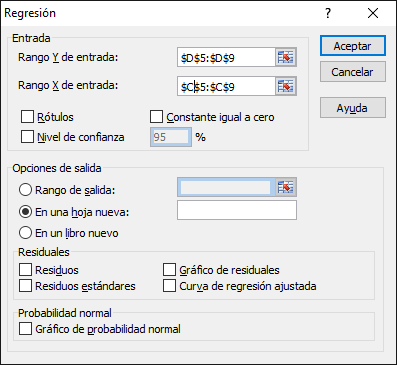 Regresión
Entrada
Rango Y de entrada: $D$5:$D$9
Rango X de entrada: $C$5:$C$9
Rótulos Constante igual a cero
Nivel de confianza 95 %
Aceptar
Cancelar
Ayuda
Opciones de salida
Rango de salida:
En una hoja nueva:
En un libro nuevo
Residuales
Residuos Gráfico de residuales
Residuos estándares Curva de regresión ajustada
Probabilidad normal
Gráfico de probabilidad normal